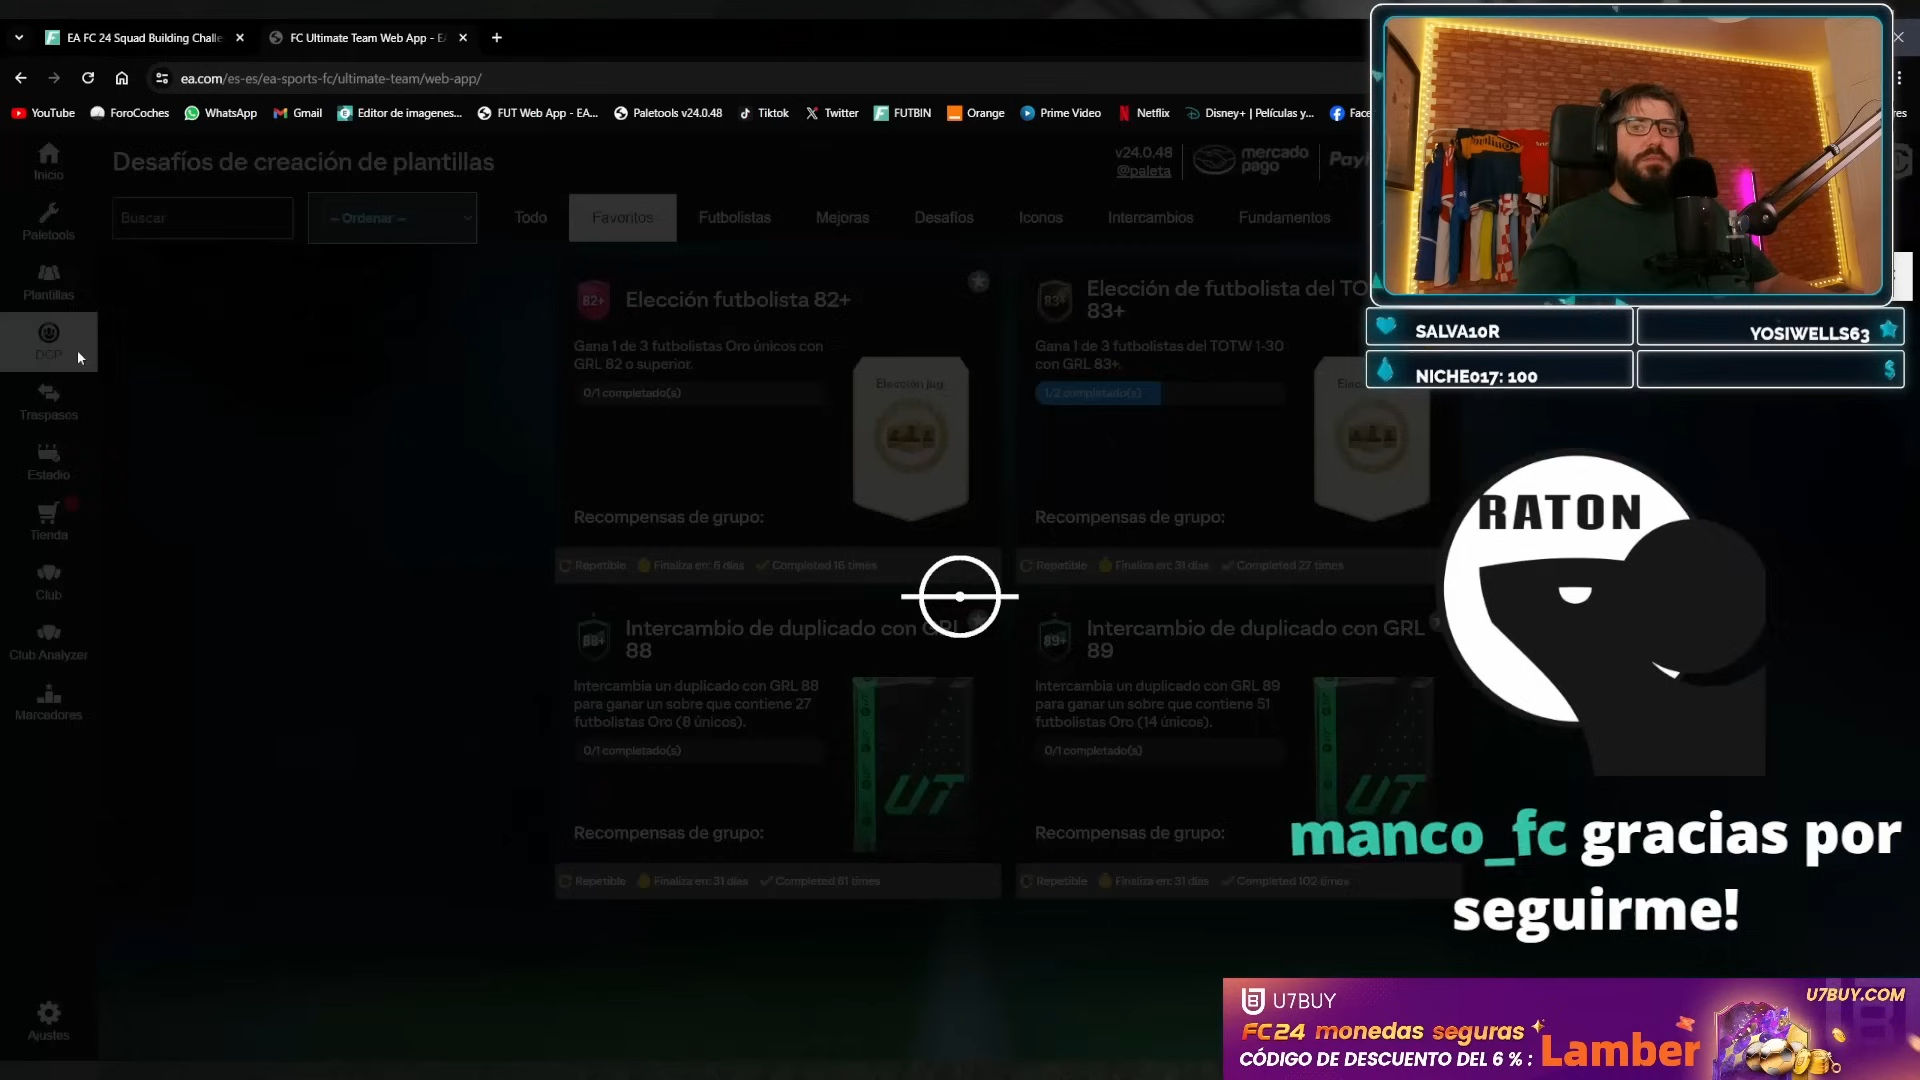 EA FC 24 Squad Building Challe
FC Ultimate Team Web App - E
ea.com/es-es/ea-sports-fc/ultimate-team/web-app/
YouTube
ForoCoches
WhatsApp
Gmail
Editor de imagenes...
FUT Web App - EA...
Paletools v24.0.48
Tiktok
Twitter
FUTBIN
Orange
Prime Video
Netflix
Disney+ | Películas y...
Face
res
Inicio
Paletools
Plantillas
DCP
Traspasos
Estadio
Tienda
Club
Club Analyzer
Marcadores
Ajustes
Desafíos de creación de plantillas
v24.0.48
@paleta
mercado
pago
Buscar
-- Ordenar --
Todo
Favoritos
Futbolistas
Mejoras
Desafíos
Iconos
Intercambios
Fundamentos
82+
Elección futbolista 82+
Gana 1 de 3 futbolistas Oro únicos con
GRL 82 o superior.
0/1 completado(s)
Elección jug.
Recompensas de grupo:
Repetible
Finaliza en: 6 días
Completed 16 times
83+
Elección de futbolista del TO
83+
Gana 1 de 3 futbolistas del TOTW 1-30
con GRL 83+.
1/2 completado(s)
Recompensas de grupo:
Repetible
Finaliza en: 31 días
Completed 27 times
88+
Intercambio de duplicado con GRL
88
Intercambia un duplicado con GRL 88
para ganar un sobre que contiene 27
futbolistas Oro (8 únicos).
0/1 completado(s)
UT
Recompensas de grupo:
Repetible
Finaliza en: 31 días
Completed 61 times
89+
Intercambio de duplicado con GRL
89
Intercambia un duplicado con GRL 89
para ganar un sobre que contiene 51
futbolistas Oro (14 únicos).
0/1 completado(s)
UT
Recompensas de grupo:
Repetible
Finaliza en: 31 días
Completed 102 times
SALVA10R
YOSIWELLS63
NICHE017: 100
$
RATON
manco_fc gracias por
seguirme!
U7BUY
U7BUY.COM
FC24 monedas seguras
CÓDIGO DE DESCUENTO DEL 6 % : Lamber